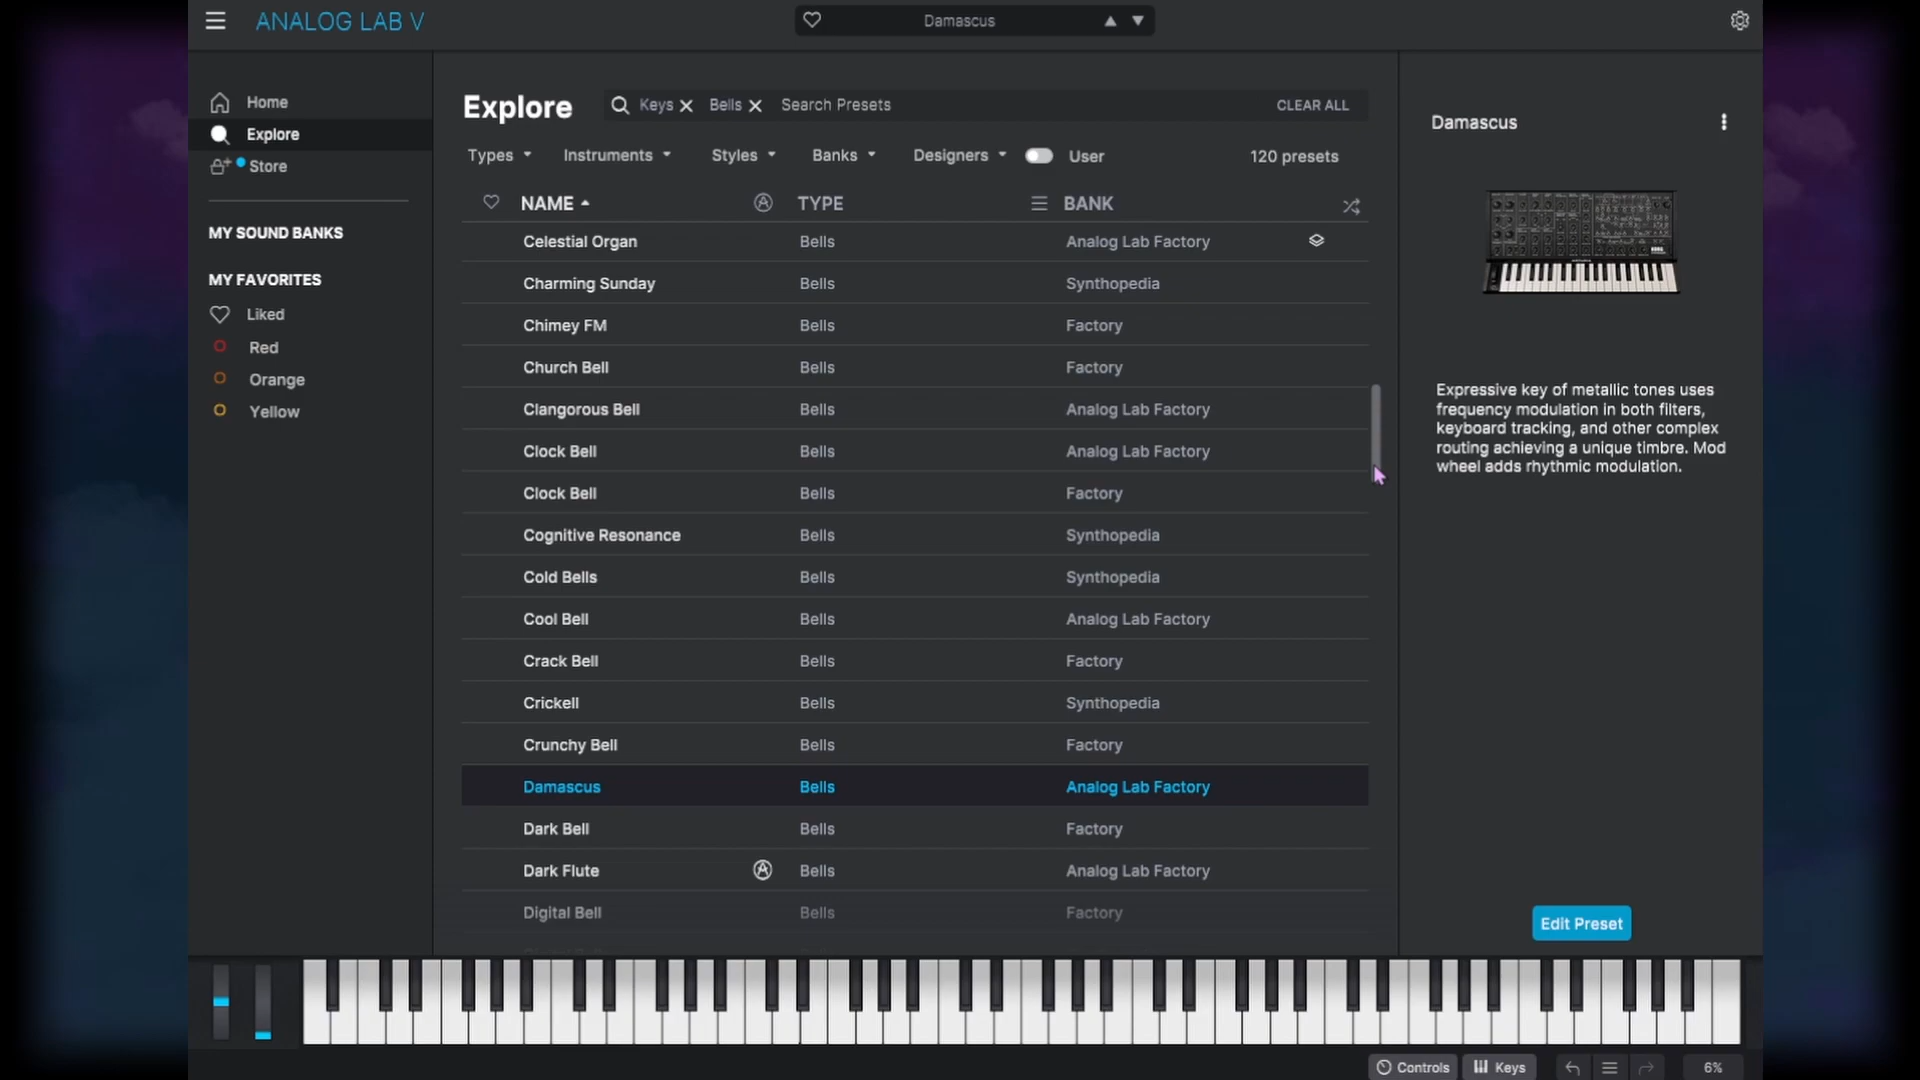 ANALOG LAB V
Damascus
Home
Explore
Store
MY SOUND BANKS
MY FAVORITES
Liked
Red
Orange
Yellow
Explore
Keys
Bells
Search Presets
CLEAR ALL
Types
Instruments
Styles
Banks
Designers
User
120 presets
NAME TYPE BANK
Celestial Organ Bells Analog Lab Factory
Charming Sunday Bells Synthopedia
Chimey FM Bells Factory
Church Bell Bells Factory
Clangorous Bell Bells Analog Lab Factory
Clock Bell Bells Analog Lab Factory
Clock Bell Bells Factory
Cognitive Resonance Bells Synthopedia
Cold Bells Bells Synthopedia
Cool Bell Bells Analog Lab Factory
Crack Bell Bells Factory
Crickell Bells Synthopedia
Crunchy Bell Bells Factory
Damascus Bells Analog Lab Factory
Dark Bell Bells Factory
Dark Flute Bells Analog Lab Factory
Digital Bell Bells Factory
Damascus
Expressive key of metallic tones uses
frequency modulation in both filters,
keyboard tracking, and other complex
routing achieving a unique timbre. Mod
wheel adds rhythmic modulation.
Edit Preset
Controls
Keys
6%